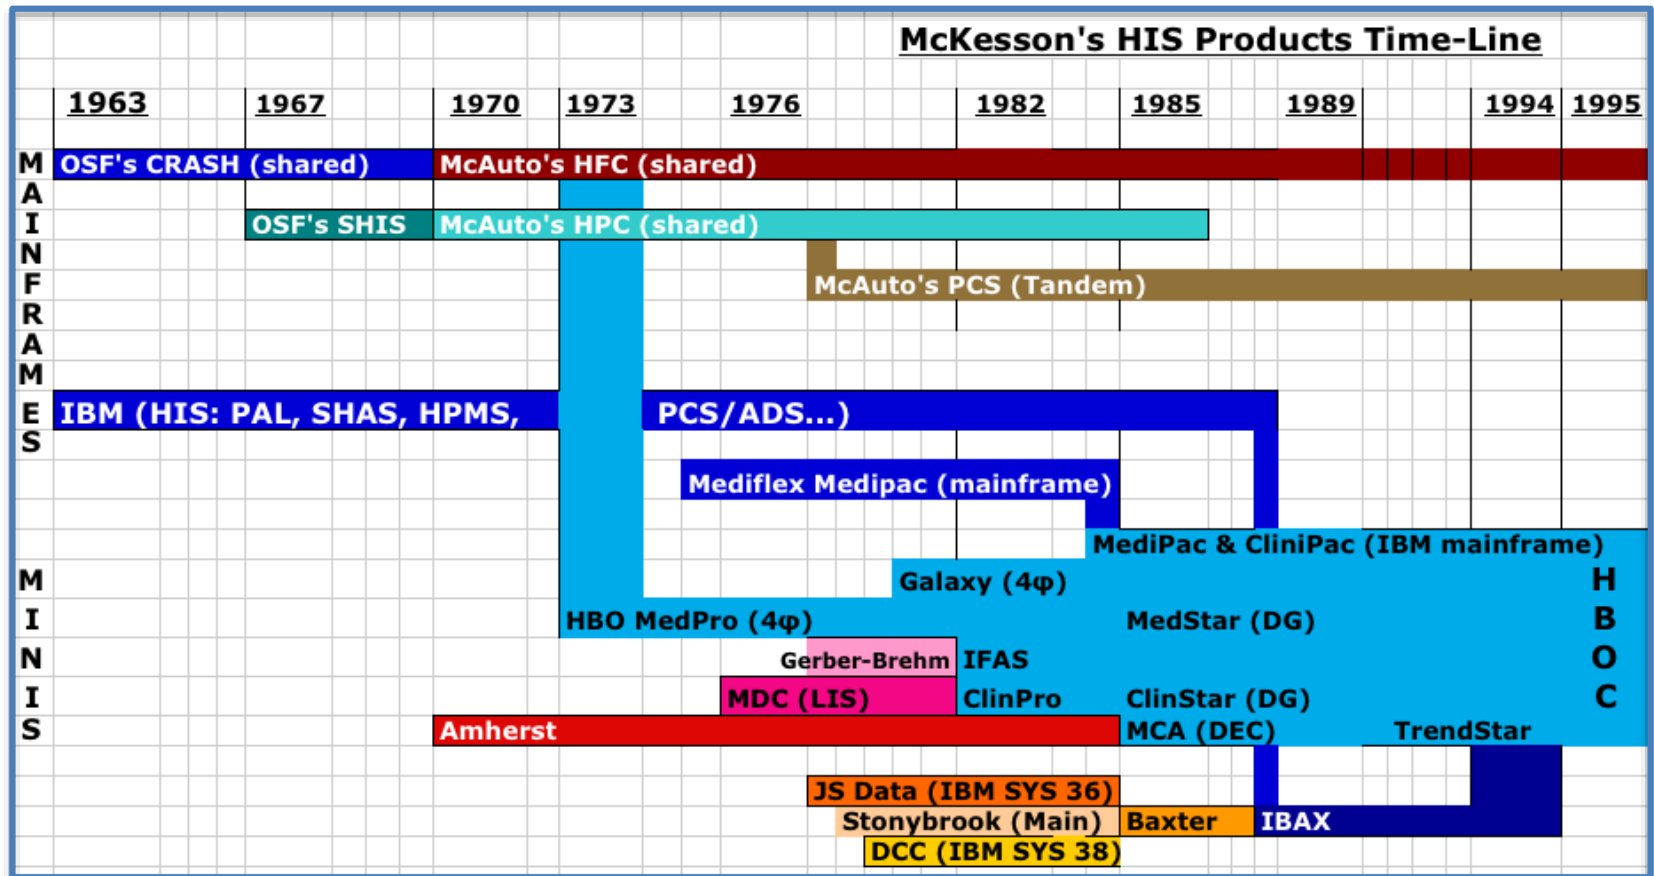 McKesson's HIS Products Time-Line
1963 1967 1970 1973 1976 1982 1985 1989 1994 1995
MAINFRAMES
OSF's CRASH (shared) McAuto's HFC (shared)
OSF's SHIS McAuto's HPC (shared)
McAuto's PCS (Tandem)
IBM (HIS: PAL, SHAS, HPMS, PCS/ADS...)
Mediflex Medipac (mainframe)
MediPac & CliniPac (IBM mainframe)
MINIS
Galaxy (4φ)
HBOC
HBO MedPro (4φ) MedStar (DG)
Gerber-Brehm IFAS
MDC (LIS) ClinPro ClinStar (DG)
Amherst MCA (DEC) TrendStar
JS Data (IBM SYS 36)
Stonybrook (Main) Baxter IBAX
DCC (IBM SYS 38)